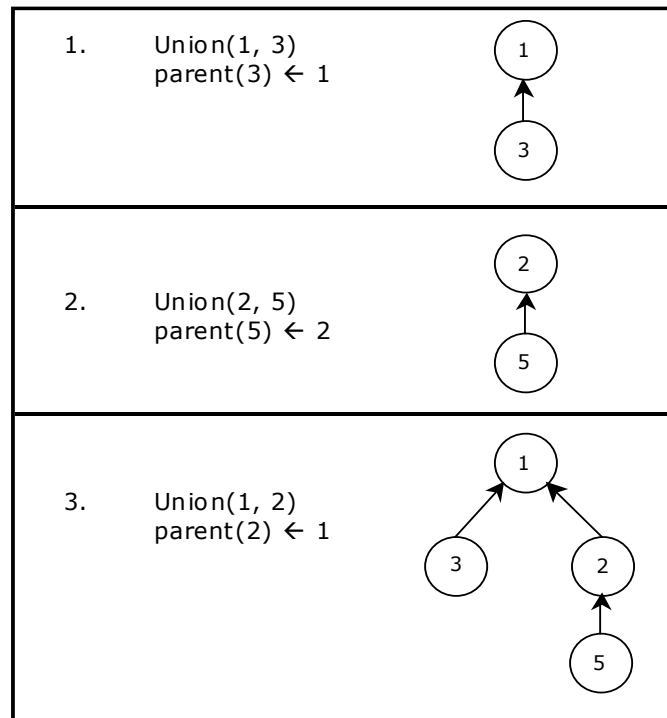 1. Union(1, 3)
parent(3) ← 1
1
3
2. Union(2, 5)
parent(5) ← 2
2
5
3. Union(1, 2)
parent(2) ← 1
1
3 2
5